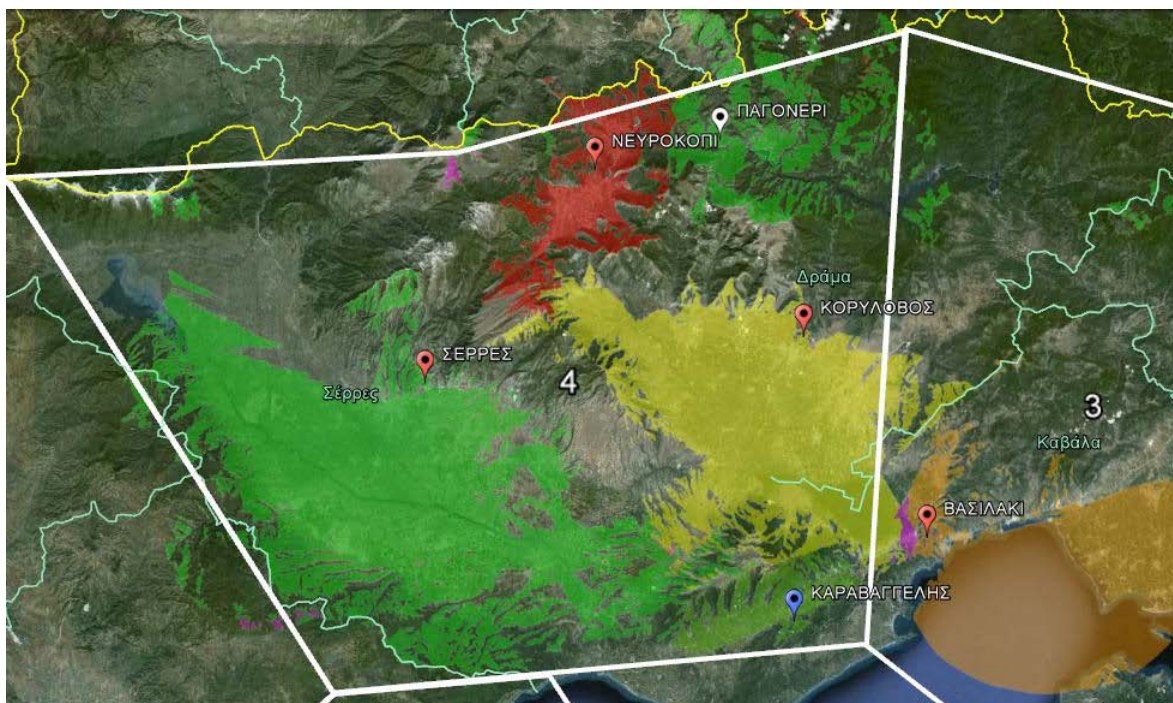 ΠΑΓΟΝΕΡΙ
ΝΕΥΡΟΚΟΠΙ
Δράμα
ΚΟΡΥΛΟΒΟΣ
ΣΕΡΡΕΣ
4
Σέρρες
3
Καβάλα
ΒΑΣΙΛΑΚΙ
ΚΑΡΑΒΑΓΓΕΛΗΣ